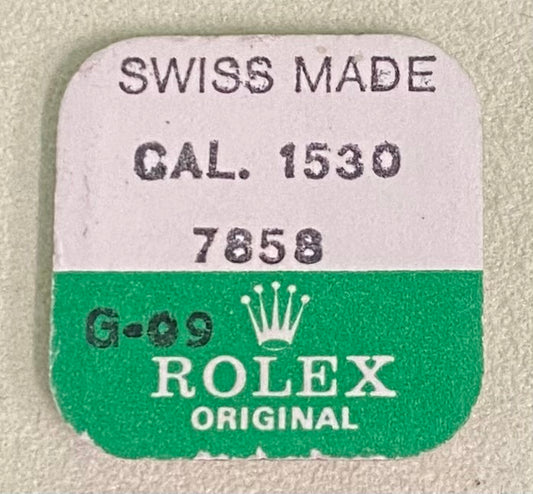 SWISS MADE
CAL. 1530
7858
G-09
ROLEX
ORIGINAL